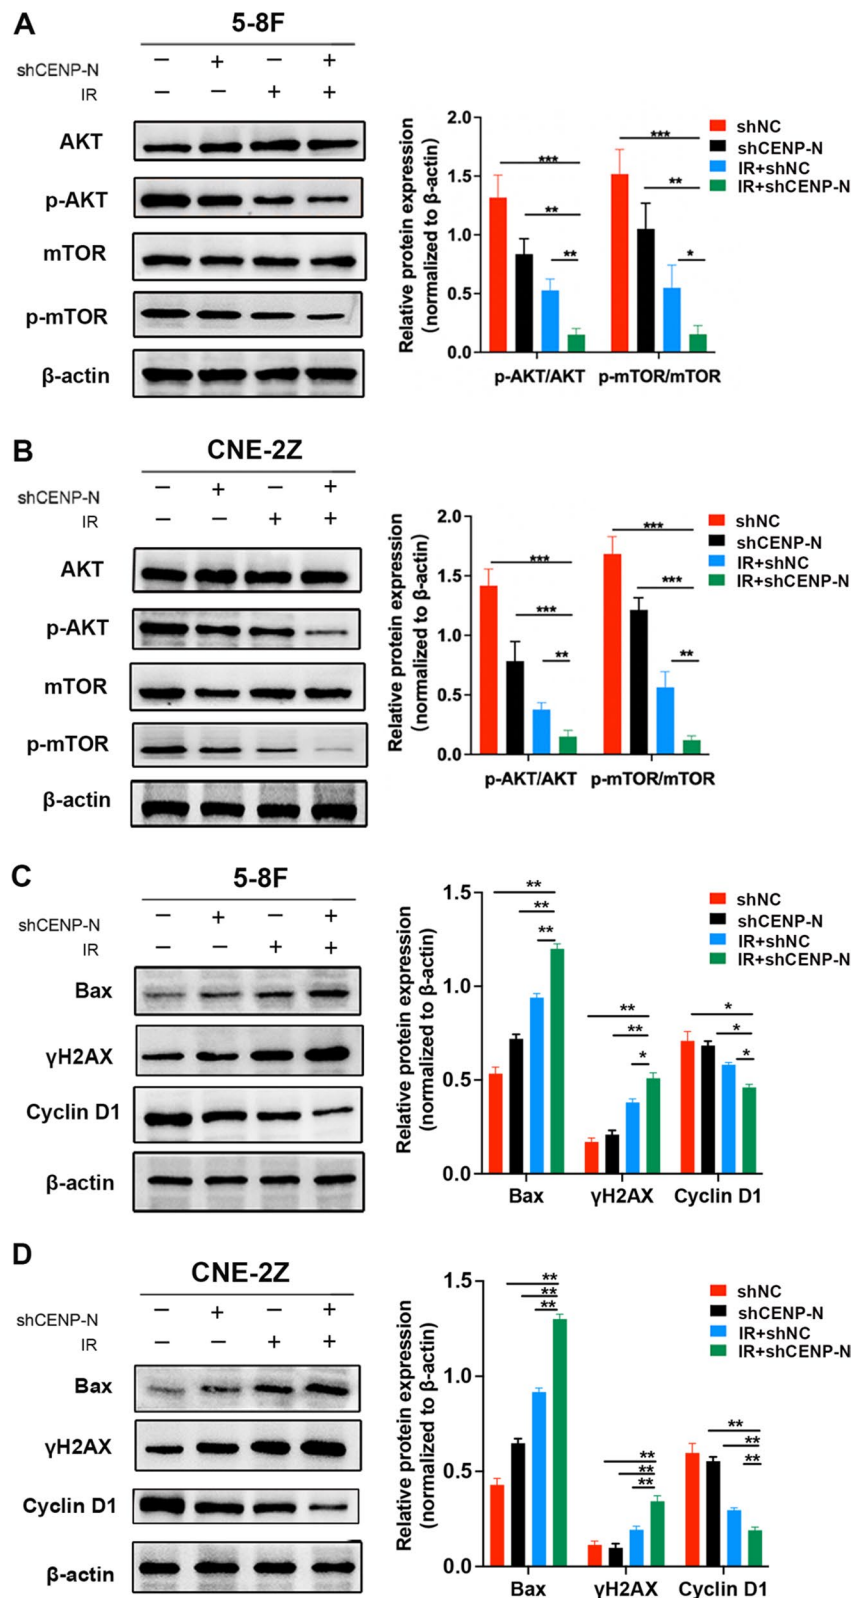 A
5-8F
shCENP-N − + − +
IR − − + +
AKT
p-AKT
mTOR
p-mTOR
β-actin
Relative protein expression
(normalized to β-actin)
2.0
1.5
1.0
0.5
0.0
*** ***
** **
** *
p-AKT/AKT p-mTOR/mTOR
shNC
shCENP-N
IR+shNC
IR+shCENP-N
B
CNE-2Z
shCENP-N − + − +
IR − − + +
AKT
p-AKT
mTOR
p-mTOR
β-actin
Relative protein expression
(normalized to β-actin)
2.0
1.5
1.0
0.5
0.0
*** ***
*** ***
** **
p-AKT/AKT p-mTOR/mTOR
shNC
shCENP-N
IR+shNC
IR+shCENP-N
C
5-8F
shCENP-N − + − +
IR − − + +
Bax
γH2AX
Cyclin D1
β-actin
Relative protein expression
(normalized to β-actin)
1.5
1.0
0.5
0.0
** ** *
** ** *
** * *
Bax γH2AX Cyclin D1
shNC
shCENP-N
IR+shNC
IR+shCENP-N
D
CNE-2Z
shCENP-N − + − +
IR − − + +
Bax
γH2AX
Cyclin D1
β-actin
Relative protein expression
(normalized to β-actin)
1.5
1.0
0.5
0.0
** ** **
** ** **
** ** **
Bax γH2AX Cyclin D1
shNC
shCENP-N
IR+shNC
IR+shCENP-N